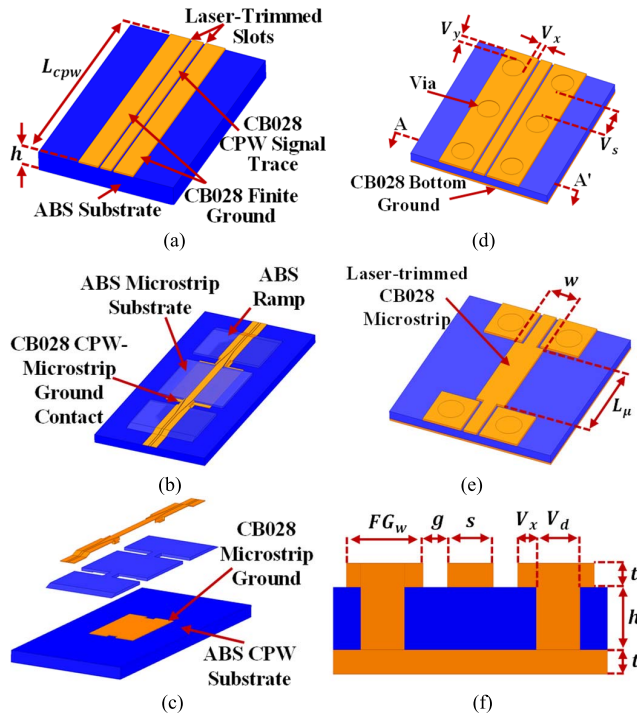 Laser-Trimmed
Slots
L_cpw
h
CB028
CPW Signal
Trace
CB028 Finite
Ground
ABS Substrate
(a)
V_y
V_x
Via
A
V_s
CB028 Bottom
Ground
A'
(d)
ABS Microstrip
Substrate
ABS
Ramp
CB028 CPW-
Microstrip
Ground
Contact
(b)
Laser-trimmed
CB028
Microstrip
w
L_μ
(e)
CB028
Microstrip
Ground
ABS CPW
Substrate
(c)
FG_w g s V_x V_d
t
h
t
(f)